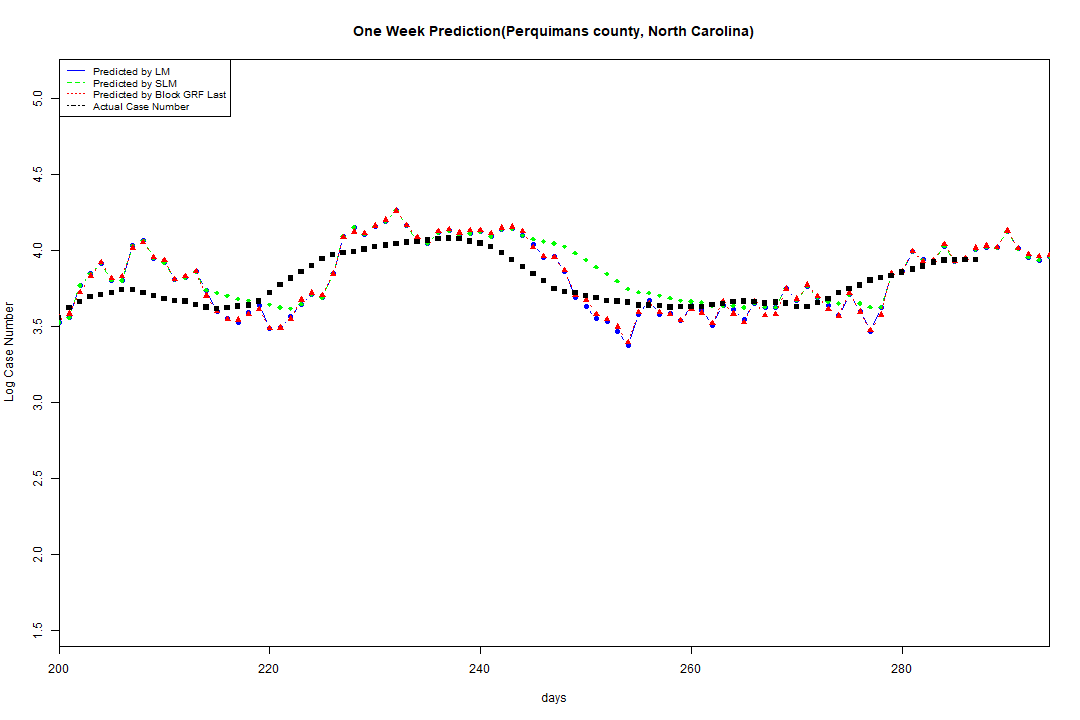 One Week Prediction(Perquimans county, North Carolina)
Predicted by LM
Predicted by SLM
Predicted by Block GRF Last
Actual Case Number
5.0
4.5
4.0
3.5
3.0
2.5
2.0
1.5
Log Case Number
200 220 240 260 280
days